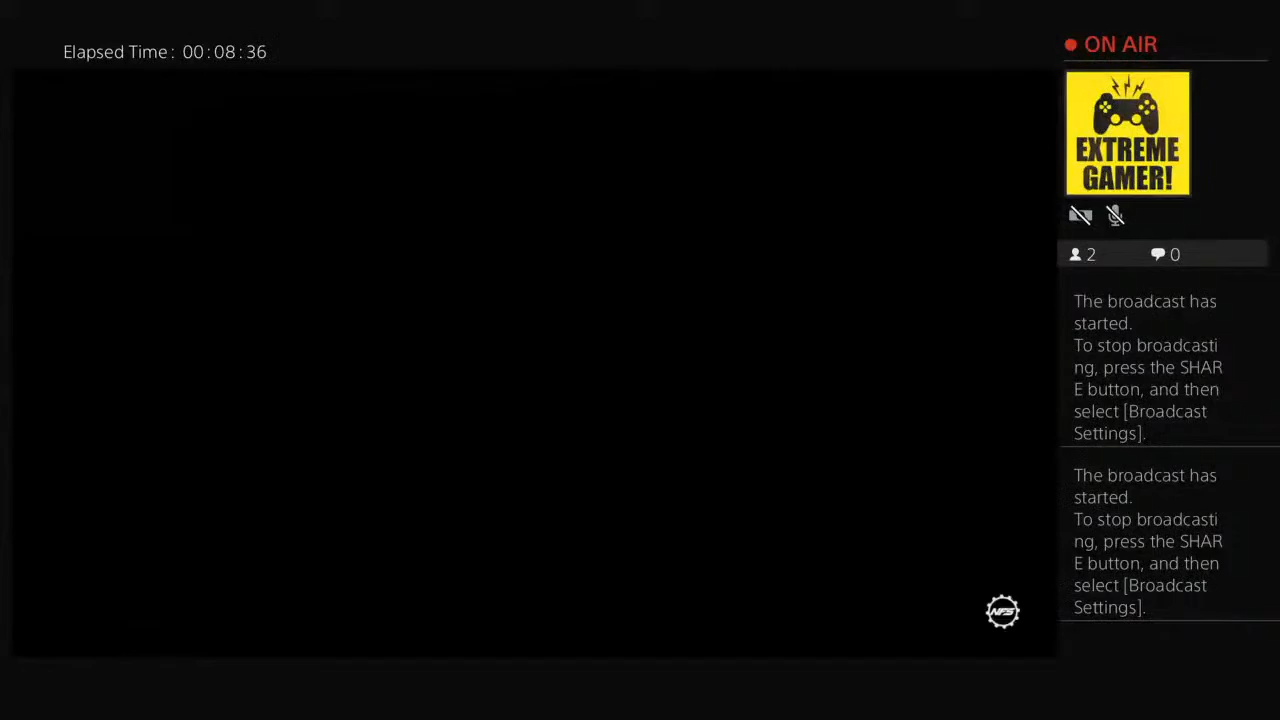 Elapsed Time: 00:08:36
ON AIR
EXTREME
GAMER!
2
0
The broadcast has
started.
To stop broadcasti
ng, press the SHAR
E button, and then
select [Broadcast
Settings].
The broadcast has
started.
To stop broadcasti
ng, press the SHAR
E button, and then
select [Broadcast
Settings].
NFS